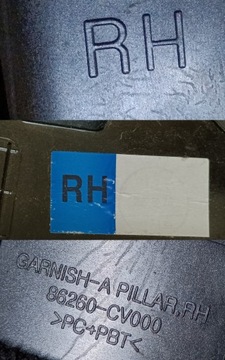 RH
RH
GARNISH-A PILLAR,RH
86260-CV000
>PC+PBT<